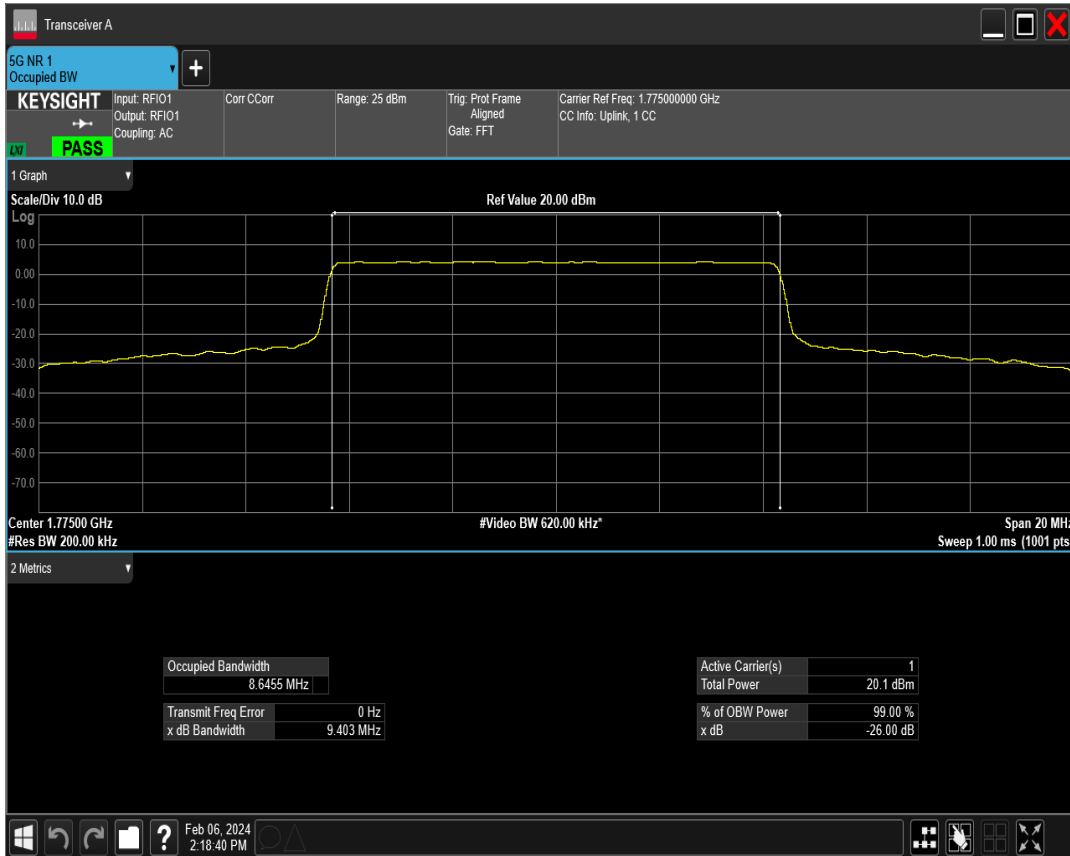 Transceiver A
5G NR 1
Occupied BW
KEYSIGHT
LXI
PASS
Input: RFIO1
Output: RFIO1
Coupling: AC
Corr CCorr
Range: 25 dBm
Trig: Prot Frame
Aligned
Gate: FFT
Carrier Ref Freq: 1.775000000 GHz
CC Info: Uplink, 1 CC
1 Graph
Scale/Div 10.0 dB
Ref Value 20.00 dBm
Log
10.0
0.00
-10.0
-20.0
-30.0
-40.0
-50.0
-60.0
-70.0
Center 1.77500 GHz
#Video BW 620.00 kHz*
Span 20 MHz
#Res BW 200.00 kHz
Sweep 1.00 ms (1001 pts
2 Metrics
Occupied Bandwidth
8.6455 MHz
Transmit Freq Error 0 Hz
x dB Bandwidth 9.403 MHz
Active Carrier(s) 1
Total Power 20.1 dBm
% of OBW Power 99.00 %
x dB -26.00 dB
?
Feb 06, 2024
2:18:40 PM